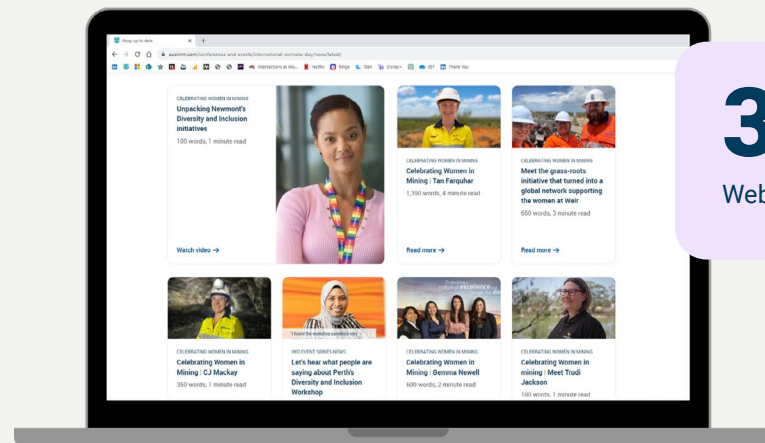 Keep up to date
ausimm.com/conferences-and-events/international-womens-day/news/latest/
Netflix
Binge
Stan
Disney+
Thank You
CELEBRATING WOMEN IN MINING
Unpacking Newmont's
Diversity and Inclusion
initiatives
100 words, 1 minute read
Watch video →
CELEBRATING WOMEN IN MINING
Celebrating Women in
Mining | Tan Farquhar
1,390 words, 4 minute read
Read more →
CELEBRATING WOMEN IN MINING
Meet the grass-roots
initiative that turned into a
global network supporting
the women at Weir
650 words, 3 minute read
Read more →
CELEBRATING WOMEN IN MINING
Celebrating Women in
Mining | CJ Mackay
350 words, 1 minute read
IWD EVENT SERIES NEWS
Let's hear what people are
saying about Perth's
Diversity and Inclusion
Workshop
culture of excellence
CELEBRATING WOMEN IN MINING
Celebrating Women in
Mining | Gemma Newell
600 words, 2 minute read
CELEBRATING WOMEN IN MINING
Celebrating Women in
mining | Meet Trudi
Jackson
100 words, 1 minute read
3
Web